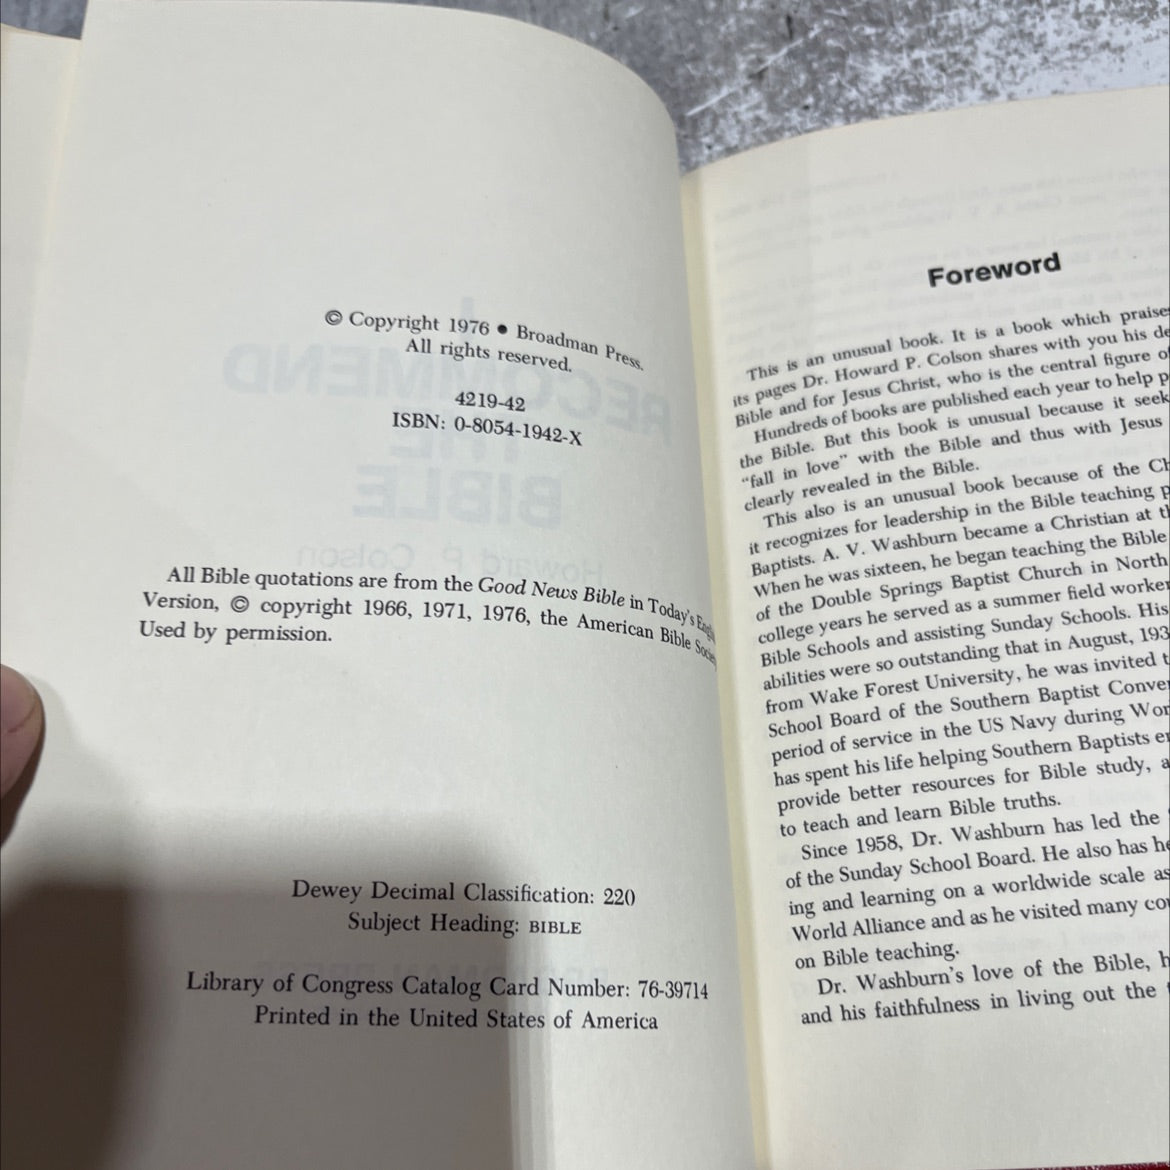 © Copyright 1976 • Broadman Press.
All rights reserved.
4219-42
ISBN: 0-8054-1942-X
All Bible quotations are from the Good News Bible in Today's
Version, © copyright 1966, 1971, 1976, the American Bible
Used by permission.
Dewey Decimal Classification: 220
Subject Heading: BIBLE
Library of Congress Catalog Card Number: 76-39714
Printed in the United States of America
Foreword
This is an unusual book. It is a book which
its pages Dr. Howard P. Colson shares with you his
Bible and for Jesus Christ, who is the central figure
Hundreds of books are published each year to help
the Bible. But this book is unusual because it
“fall in love” with the Bible and thus with Jesus
clearly revealed in the Bible.
This also is an unusual book because of the
it recognizes for leadership in the Bible teaching
Baptists. A. V. Washburn became a Christian at
When he was sixteen, he began teaching the Bible
of the Double Springs Baptist Church in North
college years he served as a summer field
Bible Schools and assisting Sunday Schools. His
abilities were so outstanding that in August,
from Wake Forest University, he was invited
School Board of the Southern Baptist
period of service in the US Navy during
has spent his life helping Southern Baptists
provide better resources for Bible study,
to teach and learn Bible truths.
Since 1958, Dr. Washburn has led the
of the Sunday School Board. He also has
ing and learning on a worldwide scale as
World Alliance and as he visited many
on Bible teaching.
Dr. Washburn's love of the Bible,
and his faithfulness in living out the